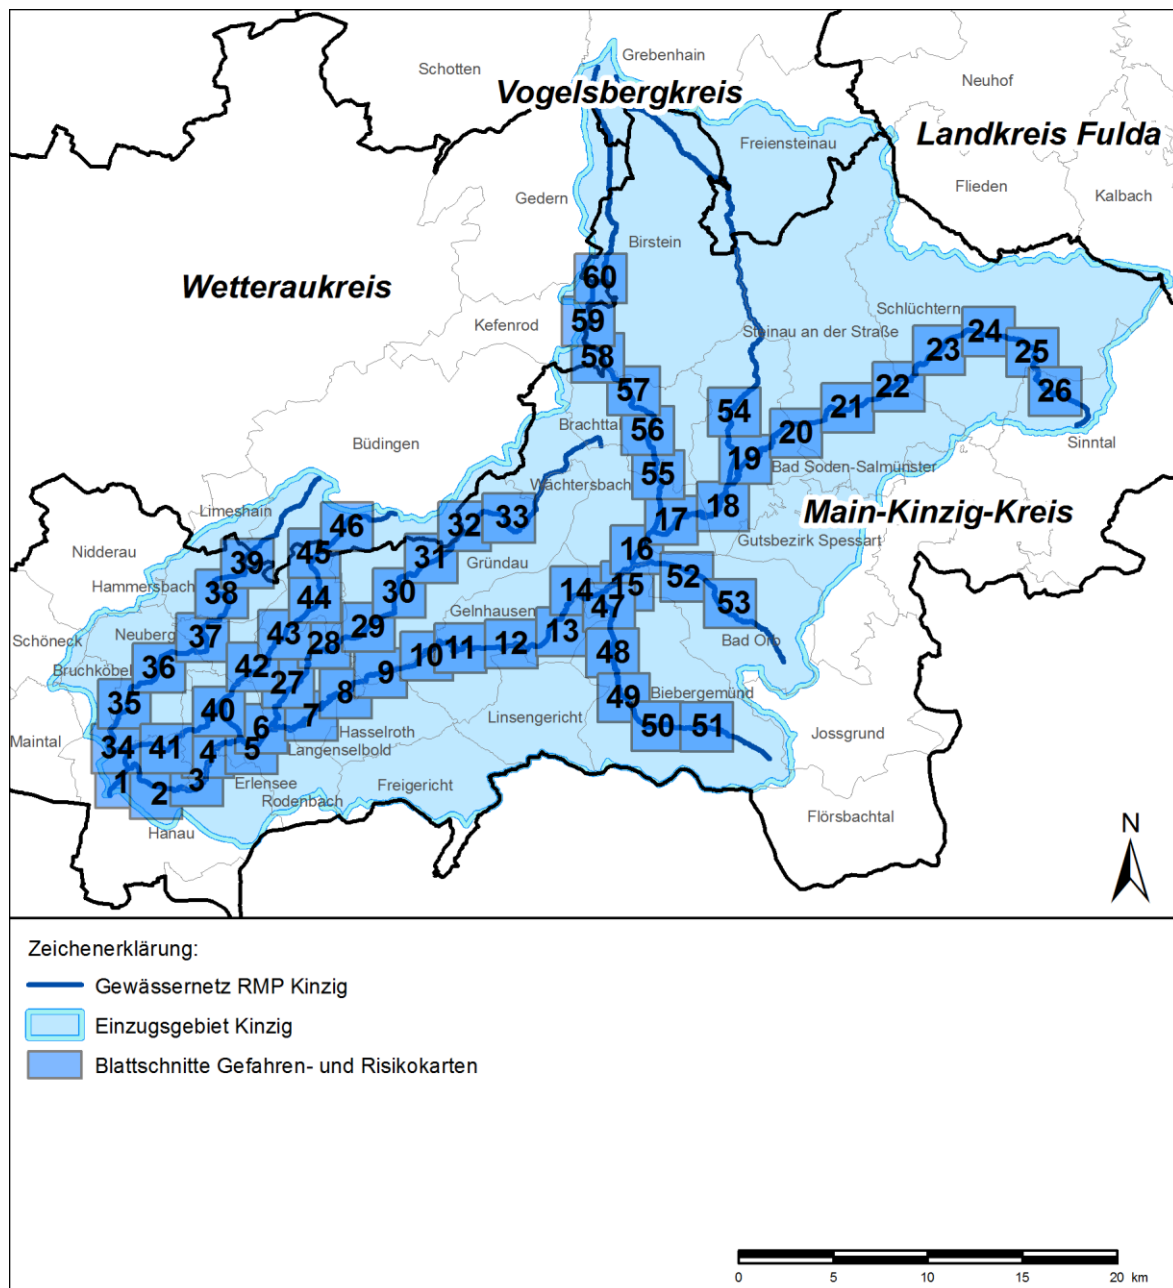 Grebenhain
Schotten
Neuhof
Vogelsbergkreis
Landkreis Fulda
Freiensteinau
Flieden
Kalbach
Gedern
Birstein
60
Wetteraukreis
Schlüchtern
59
Kefenrod
Steinau an der Straße
24
23
25
58
22
26
57
21
54
Brachttal
56
20
Büdingen
Sinntal
19
Bad Soden-Salmünster
55
Wächtersbach
Limeshain
18
Main-Kinzig-Kreis
46
32
33
17
Gutsbezirk Spessart
Nidderau
45
16
39
31
Gründau
Hammersbach
38
52
30
14
15
44
53
47
Gelnhausen
Schöneck
Neuberg
37
43
29
13
Bad Orb
28
12
11
10
48
Bruchköbel
36
42
9
27
8
35
49
Biebergemünd
40
7
Linsengericht
50
51
6
Hasselroth
Jossgrund
Maintal
34
41
4
5
Langenselbold
1
2
3
Erlensee
Freigericht
Rodenbach
Flörsbachtal
Hanau
N
Zeichenerklärung:
Gewässernetz RMP Kinzig
Einzugsgebiet Kinzig
Blattschnitte Gefahren- und Risikokarten
0 5 10 15 20 km